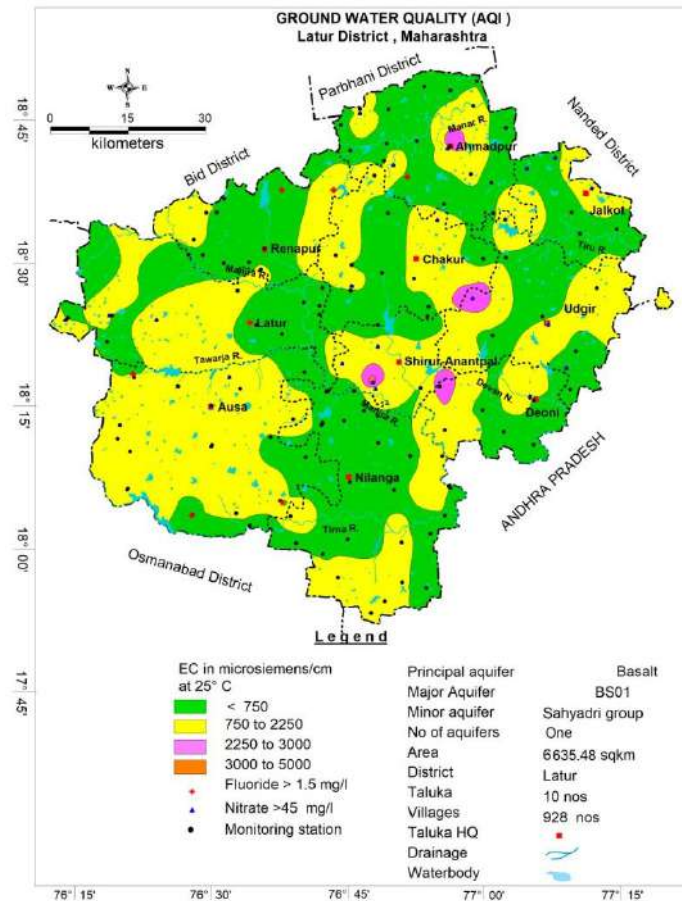 GROUND WATER QUALITY (AQI )
Latur District , Maharashtra
Parbhani District
N
W E
S
0 15 30
kilometers
18° 45'
Nanded District
Manar R.
Ahmadpur
Bid District
Jalkot
Tiru R.
18° 30'
Renapur
Chakur
Manjra R.
Udgir
Latur
Tawarja R.
Shirur Anantpal
Devan N.
18° 15'
Ausa
Manjra R.
Deoni
Nilanga
ANDHRA PRADESH
Tirna R.
18° 00'
Osmanabad District
Legend
17° 45'
EC in microsiemens/cm
at 25° C
< 750
750 to 2250
2250 to 3000
3000 to 5000
Fluoride > 1.5 mg/l
Nitrate >45 mg/l
Monitoring station
Principal aquifer Basalt
Major Aquifer BS01
Minor aquifer Sahyadri group
No of aquifers One
Area 6635.48 sqkm
District Latur
Taluka 10 nos
Villages 928 nos
Taluka HQ
Drainage
Waterbody
76° 15' 76° 30' 76° 45' 77° 00' 77° 15'